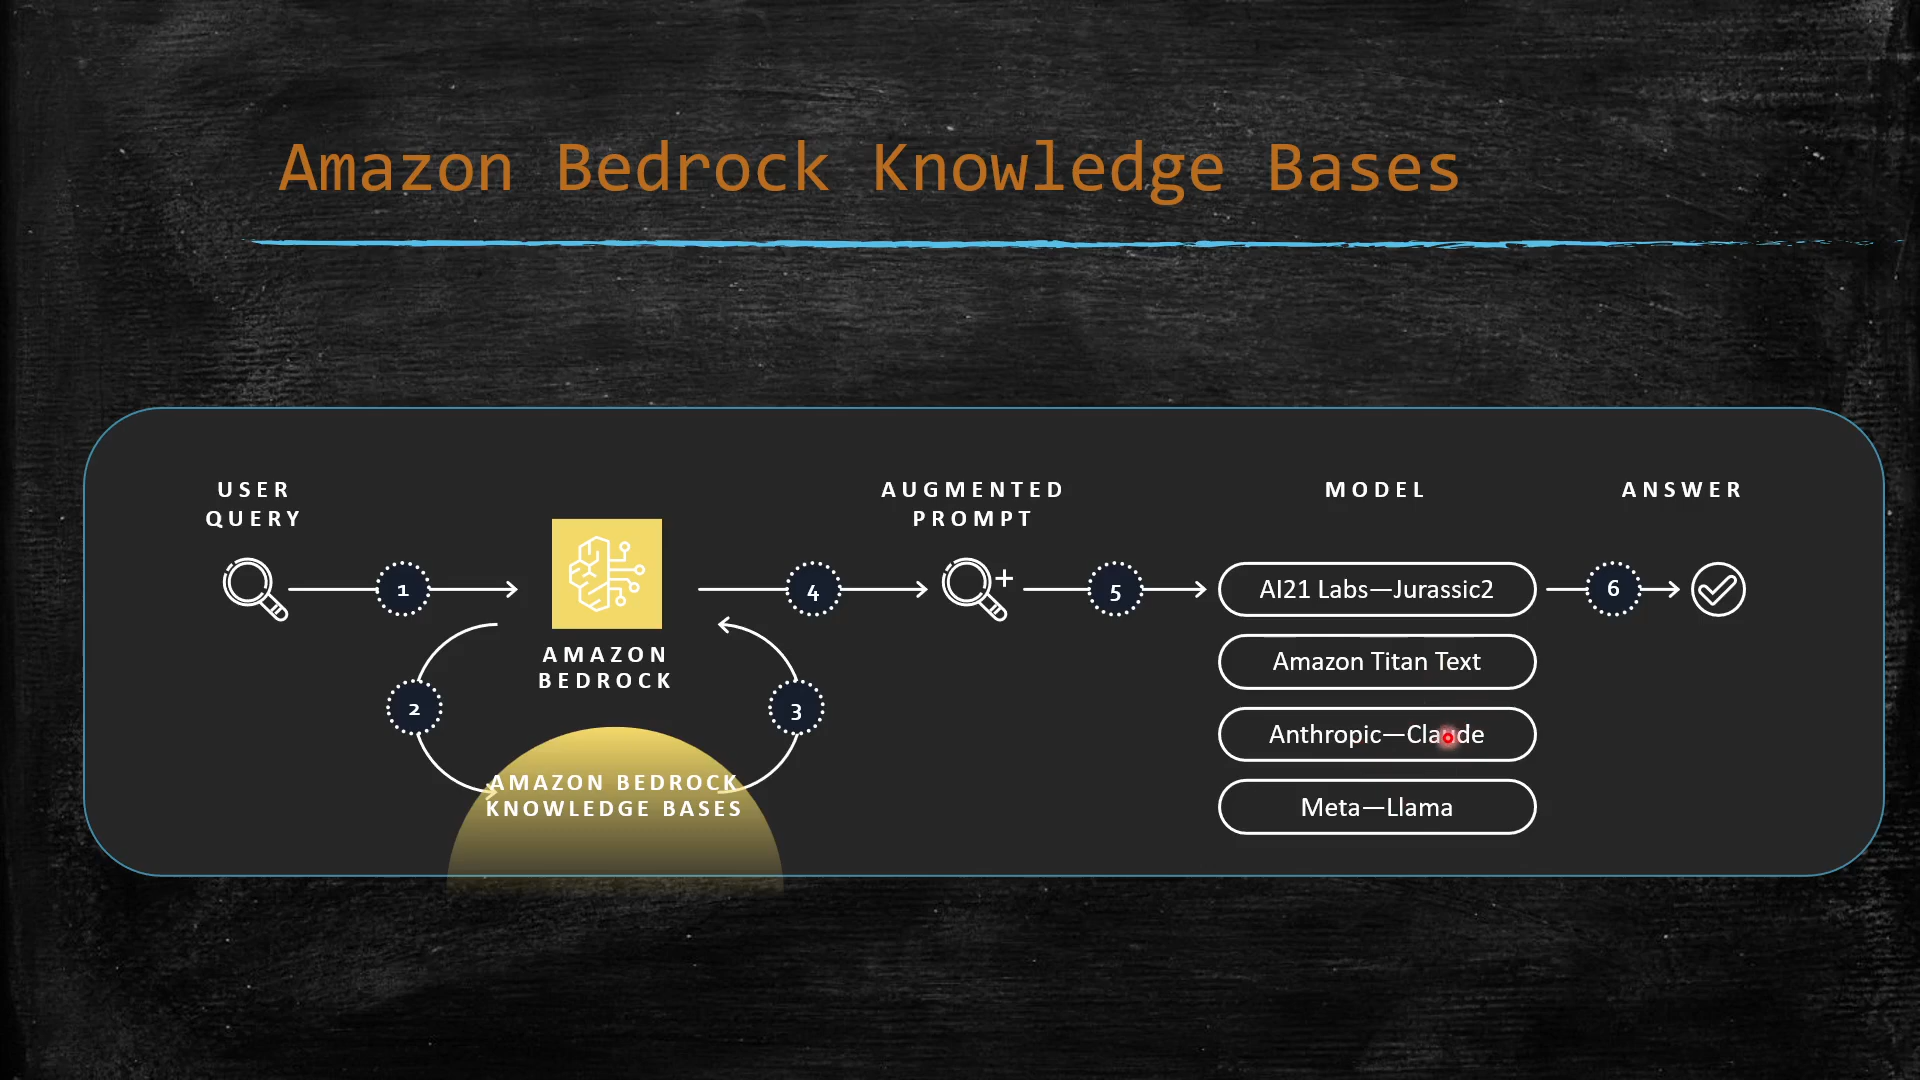 Amazon Bedrock Knowledge Bases
USER
QUERY
1
AMAZON
BEDROCK
2
3
AMAZON BEDROCK
KNOWLEDGE BASES
4
AUGMENTED
PROMPT
5
MODEL
AI21 Labs—Jurassic2
Amazon Titan Text
Anthropic—Claude
Meta—Llama
6
ANSWER